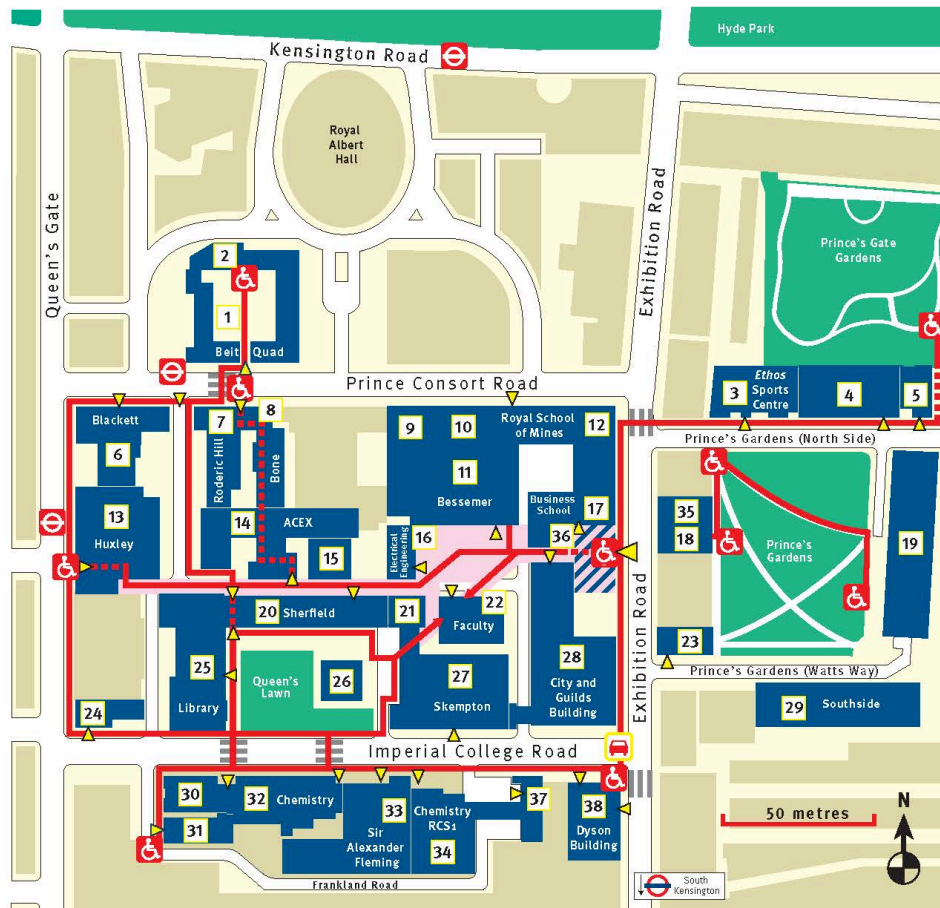 Hyde Park
Kensington Road
Royal
Albert
Hall
Queen's Gate
Exhibition Road
Prince's Gate
Gardens
2
1
Beit Quad
Prince Consort Road
3
Ethos
Sports
Centre
4
5
Prince's Gardens (North Side)
Blackett
6
7
8
Roderic Hill
Bone
9
10
Royal School
of Mines
12
11
Bessemer
Business
School
17
36
13
Huxley
14
ACEX
15
16
Electrical
Engineering
35
18
Prince's
Gardens
19
20
Sherfield
21
22
Faculty
Exhibition Road
23
Prince's Gardens (Watts Way)
25
Library
Queen's
Lawn
26
27
Skempton
28
City and
Guilds
Building
29
Southside
24
Imperial College Road
30
31
32
Chemistry
33
Sir
Alexander
Fleming
Chemistry
RCS1
34
37
38
Dyson
Building
50 metres
N
Frankland Road
South
Kensington